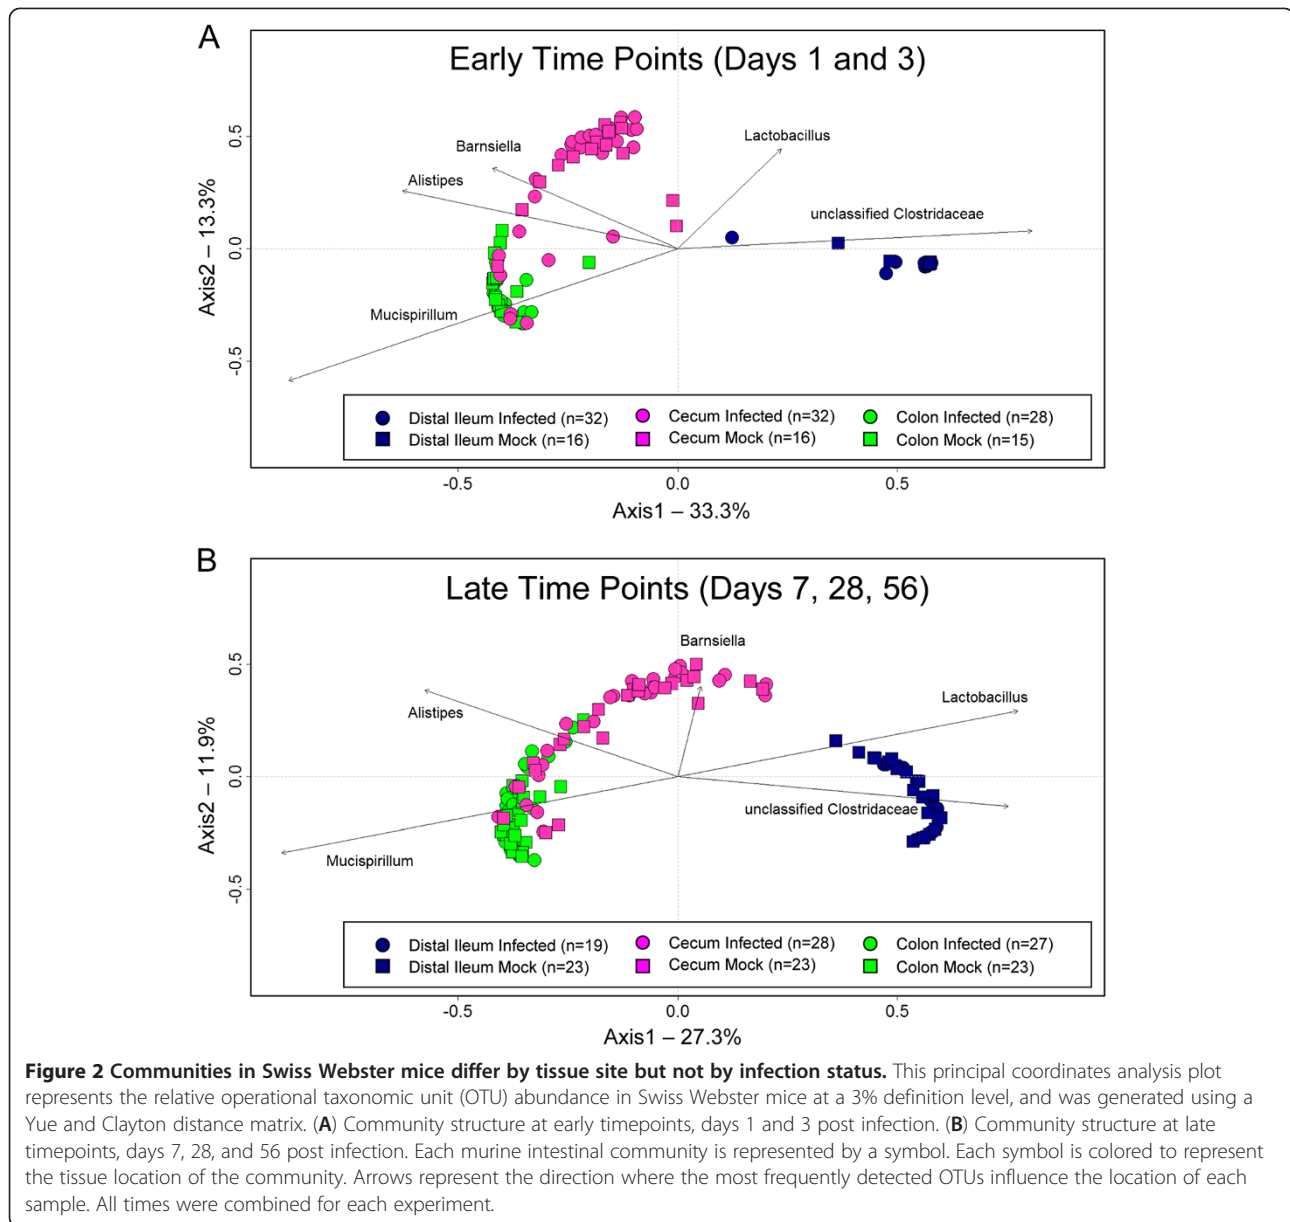 A
Early Time Points (Days 1 and 3)
Lactobacillus
Barnsiella
Alistipes
unclassified Clostridaceae
Mucispirillum
Axis2 – 13.3%
0.5
0.0
-0.5
Distal Ileum Infected (n=32)
Cecum Infected (n=32)
Colon Infected (n=28)
Distal Ileum Mock (n=16)
Cecum Mock (n=16)
Colon Mock (n=15)
-0.5
0.0
0.5
Axis1 – 33.3%
B
Late Time Points (Days 7, 28, 56)
Barnsiella
Lactobacillus
Alistipes
unclassified Clostridaceae
Mucispirillum
Axis2 – 11.9%
0.5
0.0
-0.5
Distal Ileum Infected (n=19)
Cecum Infected (n=28)
Colon Infected (n=27)
Distal Ileum Mock (n=23)
Cecum Mock (n=23)
Colon Mock (n=23)
-0.5
0.0
0.5
Axis1 – 27.3%
Figure 2 Communities in Swiss Webster mice differ by tissue site but not by infection status. This principal coordinates analysis plot
represents the relative operational taxonomic unit (OTU) abundance in Swiss Webster mice at a 3% definition level, and was generated using a
Yue and Clayton distance matrix. (A) Community structure at early timepoints, days 1 and 3 post infection. (B) Community structure at late
timepoints, days 7, 28, and 56 post infection. Each murine intestinal community is represented by a symbol. Each symbol is colored to represent
the tissue location of the community. Arrows represent the direction where the most frequently detected OTUs influence the location of each
sample. All times were combined for each experiment.